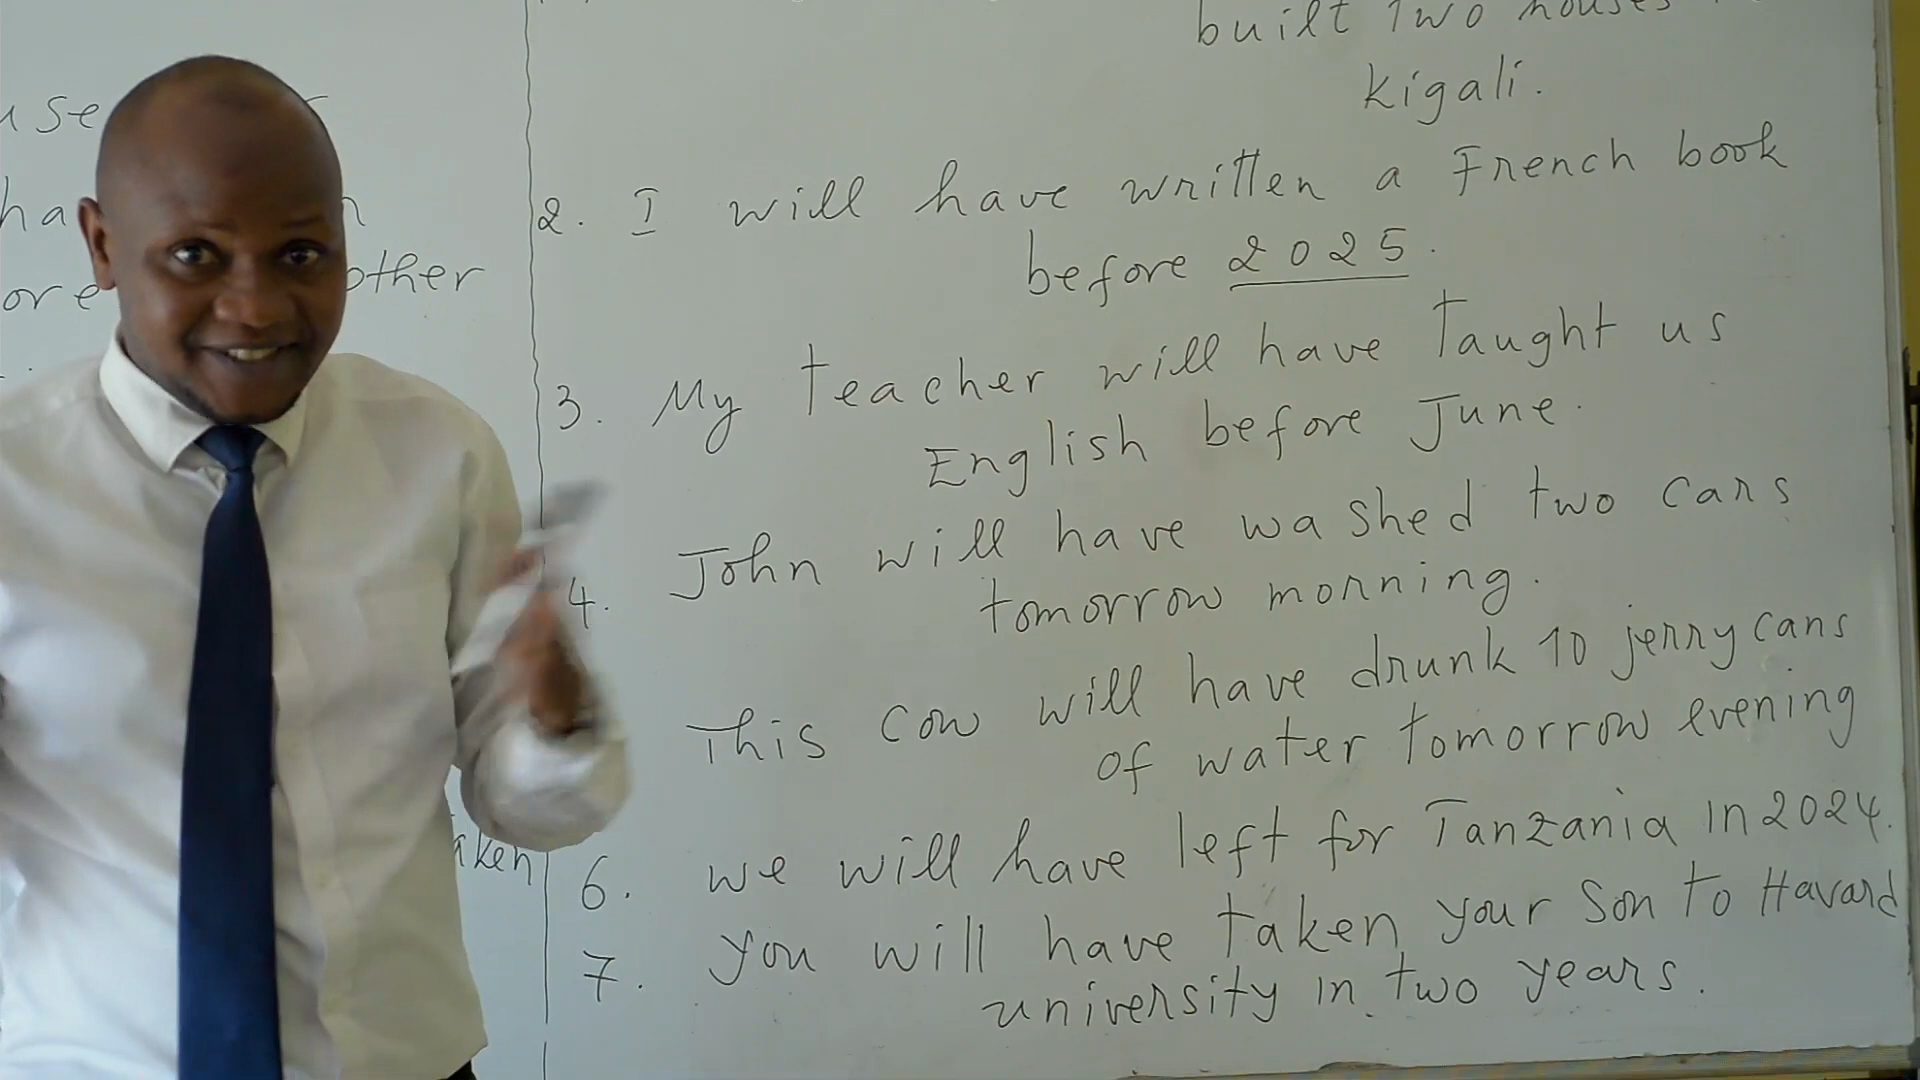 other
built two houses
Kigali.
2. I will have written a French book
before 2025.
3. My teacher will have taught us
English before June.
4. John will have washed two cars
tomorrow morning.
This cow will have drunk 10 jerrycans
of water tomorrow evening
6. we will have left for Tanzania in 2024.
7. you will have taken your son to Havard
university in two years.